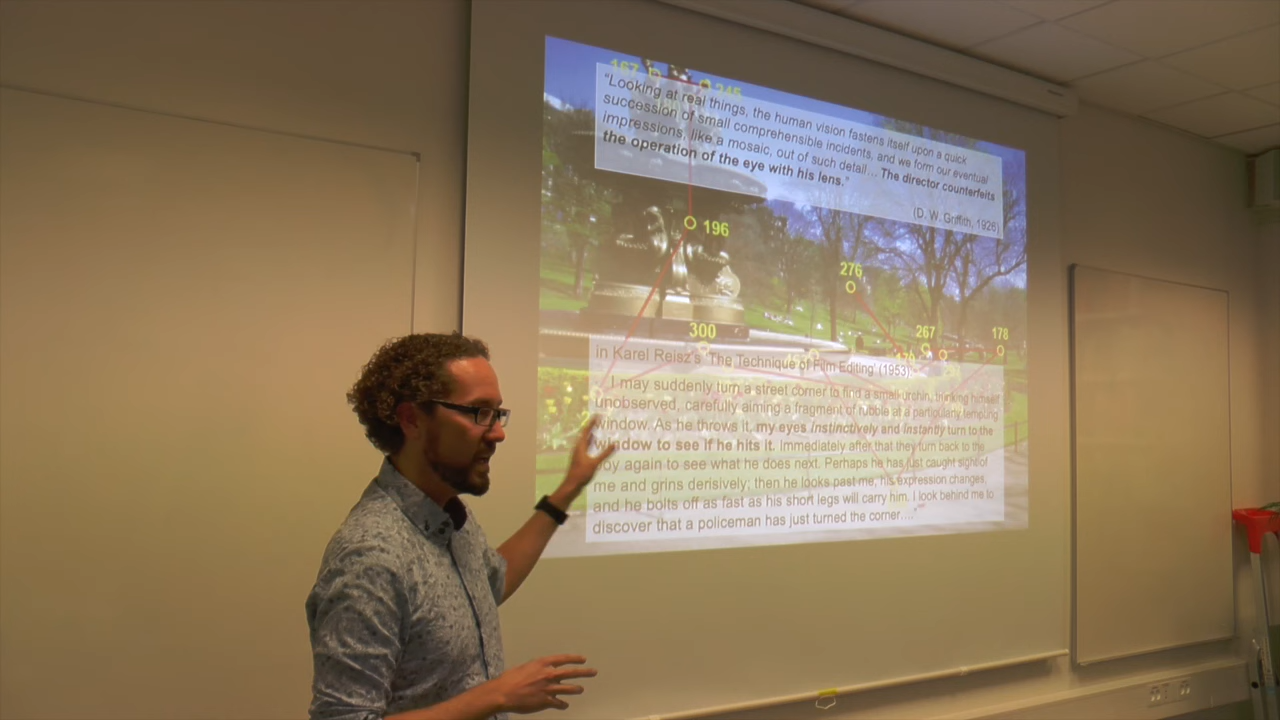 167
345
"Looking at real things, the human vision fastens itself upon a quick
succession of small comprehensible incidents, and we form our eventual
impressions, like a mosaic, out of such detail... The director counterfeits
the operation of the eye with his lens."
(D. W. Griffith, 1926)
196
276
300
267
178
in Karel Reisz's 'The Technique of Film Editing' (1953)
I may suddenly turn a street corner to find a small urchin, thinking himself
unobserved, carefully aiming a fragment of rubble at a particularly tempting
window. As he throws it, my eyes instinctively and instantly turn to the
window to see if he hits it. Immediately after that they turn back to the
boy again to see what he does next. Perhaps he has just caught sight of
me and grins derisively; then he looks past me, his expression changes,
and he bolts off as fast as his short legs will carry him. I look behind me to
discover that a policeman has just turned the corner...."